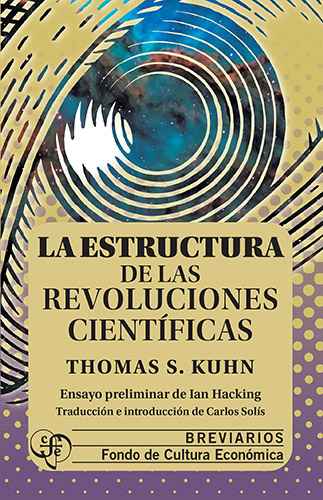 LA ESTRUCTURA
DE LAS
REVOLUCIONES
CIENTÍFICAS
THOMAS S. KUHN
Ensayo preliminar de Ian Hacking
Traducción e introducción de Carlos Solís
cfe
BREVIARIOS
Fondo de Cultura Económica